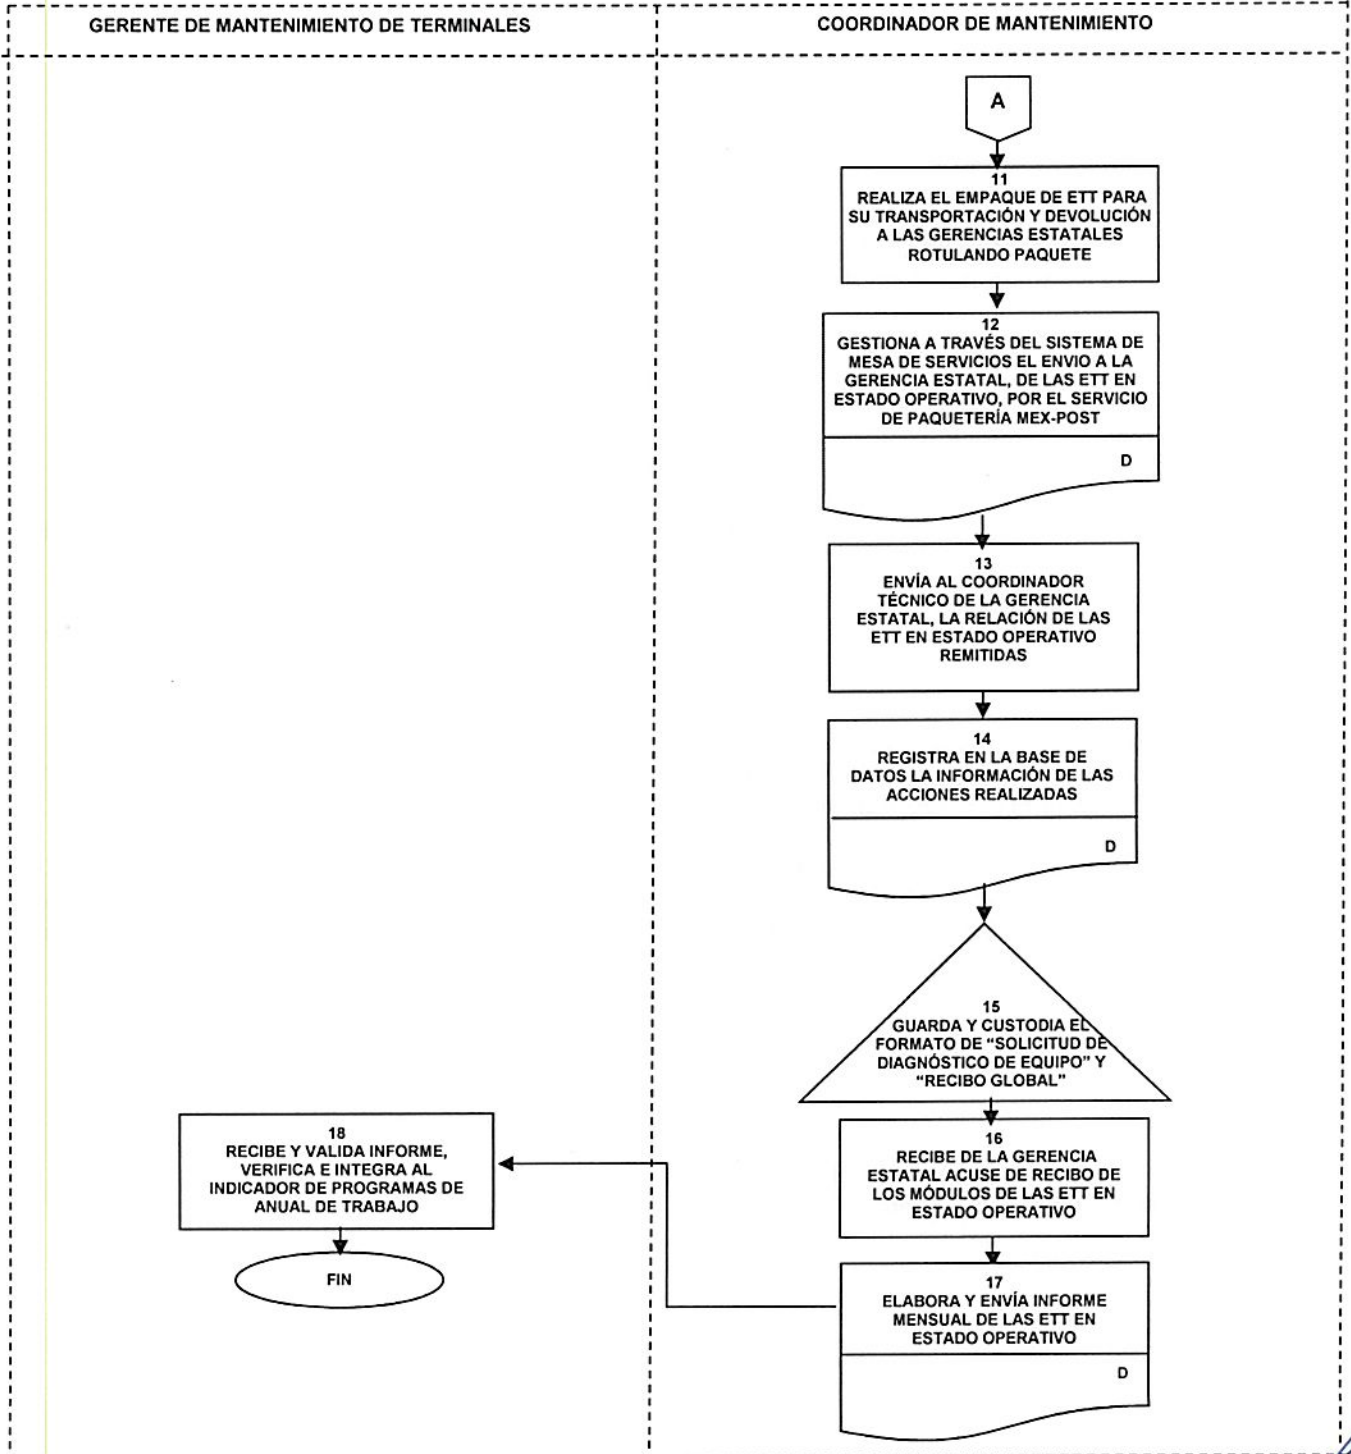 GERENTE DE MANTENIMIENTO DE TERMINALES
COORDINADOR DE MANTENIMIENTO
A
11
REALIZA EL EMPAQUE DE ETT PARA
SU TRANSPORTACIÓN Y DEVOLUCIÓN
A LAS GERENCIAS ESTATALES
ROTULANDO PAQUETE
12
GESTIONA A TRAVÉS DEL SISTEMA DE
MESA DE SERVICIOS EL ENVIO A LA
GERENCIA ESTATAL, DE LAS ETT EN
ESTADO OPERATIVO, POR EL SERVICIO
DE PAQUETERÍA MEX-POST
D
13
ENVÍA AL COORDINADOR
TÉCNICO DE LA GERENCIA
ESTATAL, LA RELACIÓN DE LAS
ETT EN ESTADO OPERATIVO
REMITIDAS
14
REGISTRA EN LA BASE DE
DATOS LA INFORMACIÓN DE LAS
ACCIONES REALIZADAS
D
15
GUARDA Y CUSTODIA EL
FORMATO DE “SOLICITUD DE
DIAGNÓSTICO DE EQUIPO” Y
“RECIBO GLOBAL”
16
RECIBE DE LA GERENCIA
ESTATAL ACUSE DE RECIBO DE
LOS MÓDULOS DE LAS ETT EN
ESTADO OPERATIVO
17
ELABORA Y ENVÍA INFORME
MENSUAL DE LAS ETT EN
ESTADO OPERATIVO
D
18
RECIBE Y VALIDA INFORME,
VERIFICA E INTEGRA AL
INDICADOR DE PROGRAMAS DE
ANUAL DE TRABAJO
FIN